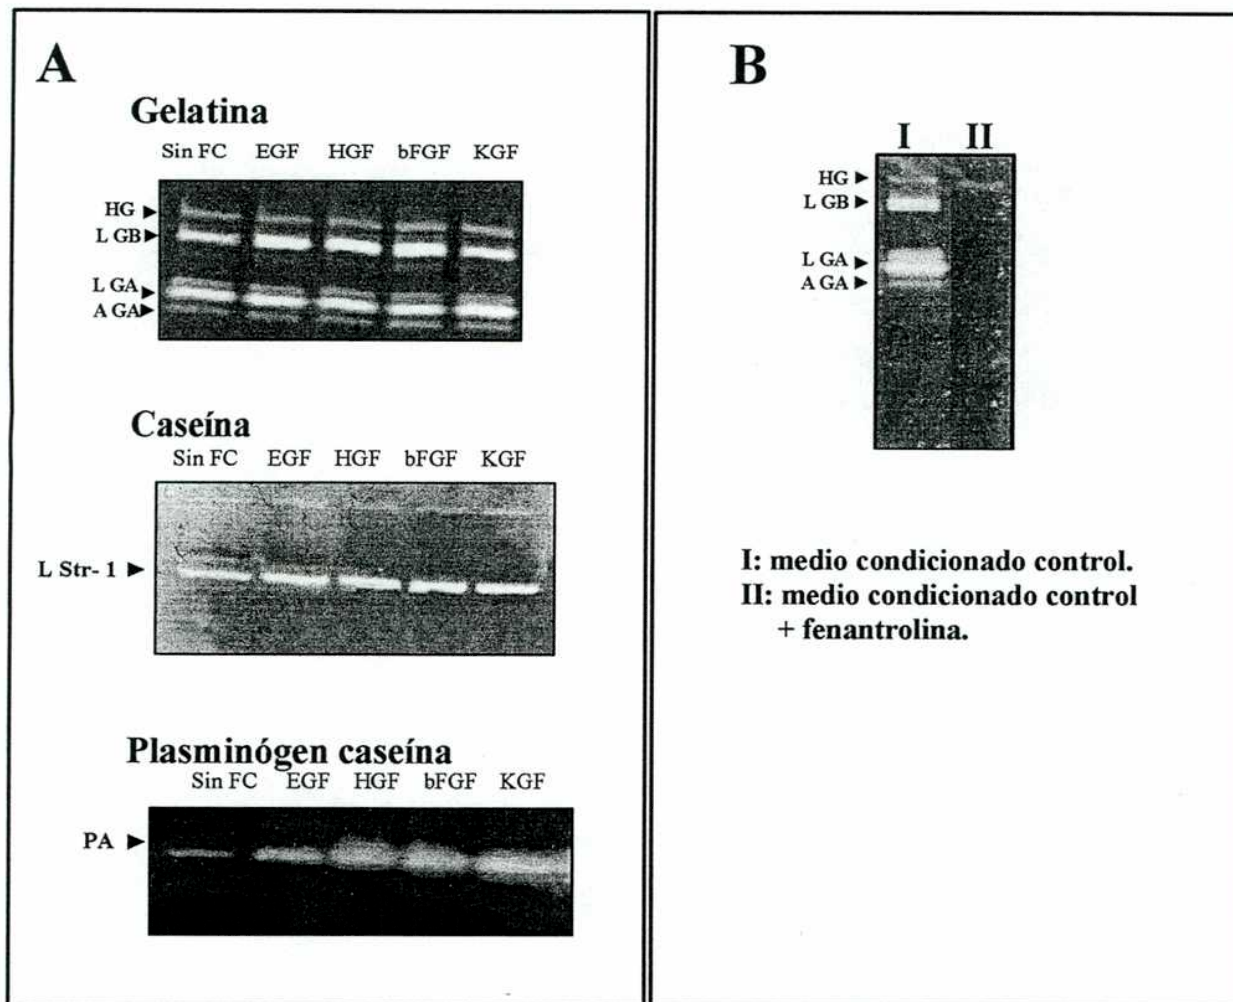 A
Gelatina
Sin FC EGF HGF bFGF KGF
HG
L GB
L GA
A GA
Caseína
Sin FC EGF HGF bFGF KGF
L Str- 1
Plasminógen caseína
Sin FC EGF HGF bFGF KGF
PA
B
I II
HG
L GB
L GA
A GA
I: medio condicionado control.
II: medio condicionado control
+ fenantrolina.